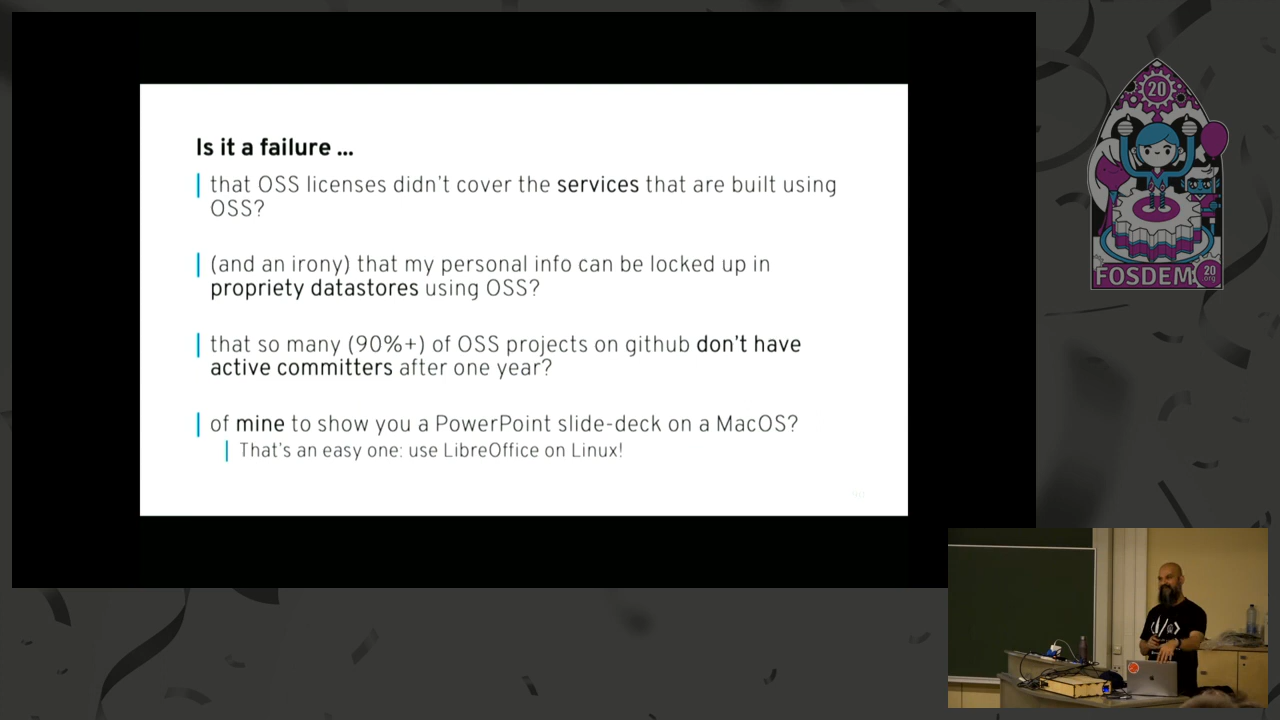 Is it a failure ...
that OSS licenses didn't cover the services that are built using
OSS?
(and an irony) that my personal info can be locked up in
propriety datastores using OSS?
that so many (90%+) of OSS projects on github don't have
active committers after one year?
of mine to show you a PowerPoint slide-deck on a MacOS?
That's an easy one: use LibreOffice on Linux!
20
FOSDEM
20
.org